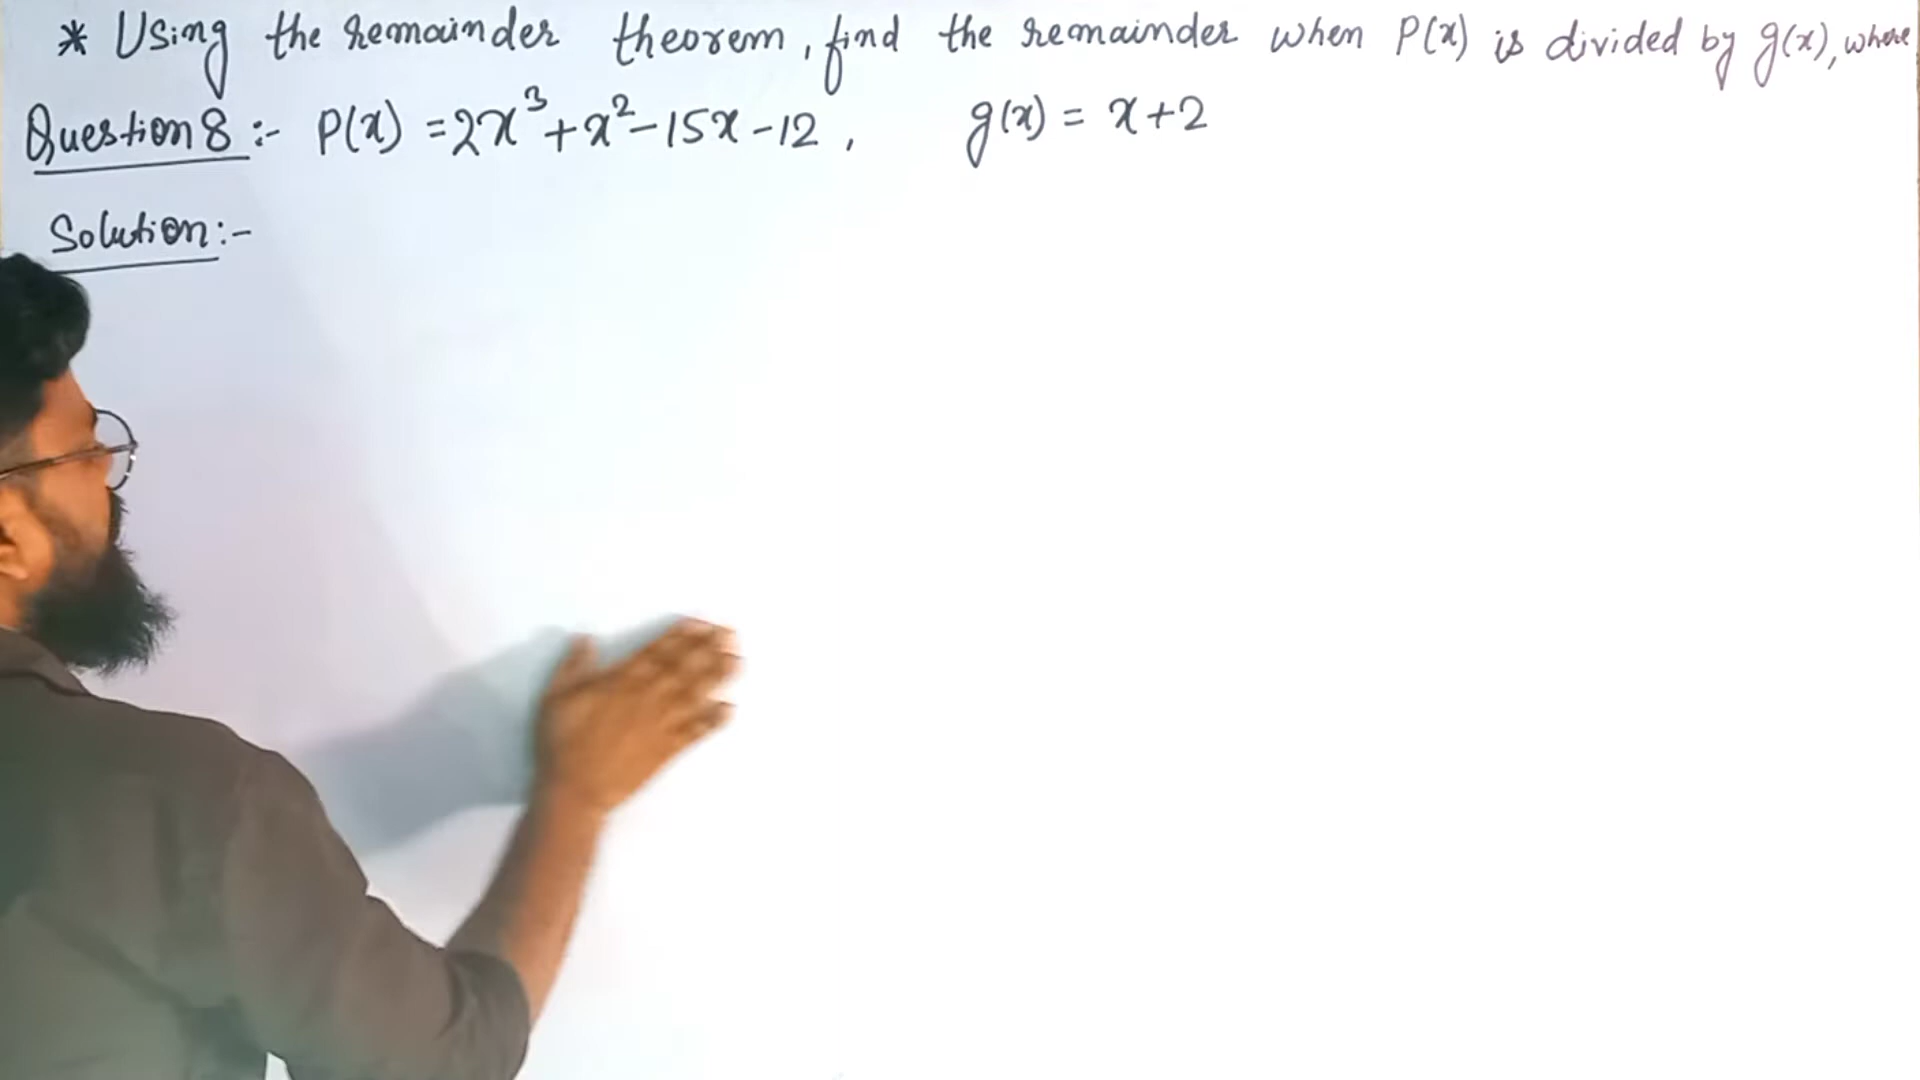 * Using the remainder theorem, find the remainder when P(x) is divided by g(x), where
Question 8 :- P(x) = 2x³ + x² - 15x - 12 ,    g(x) = x + 2
Solution :-